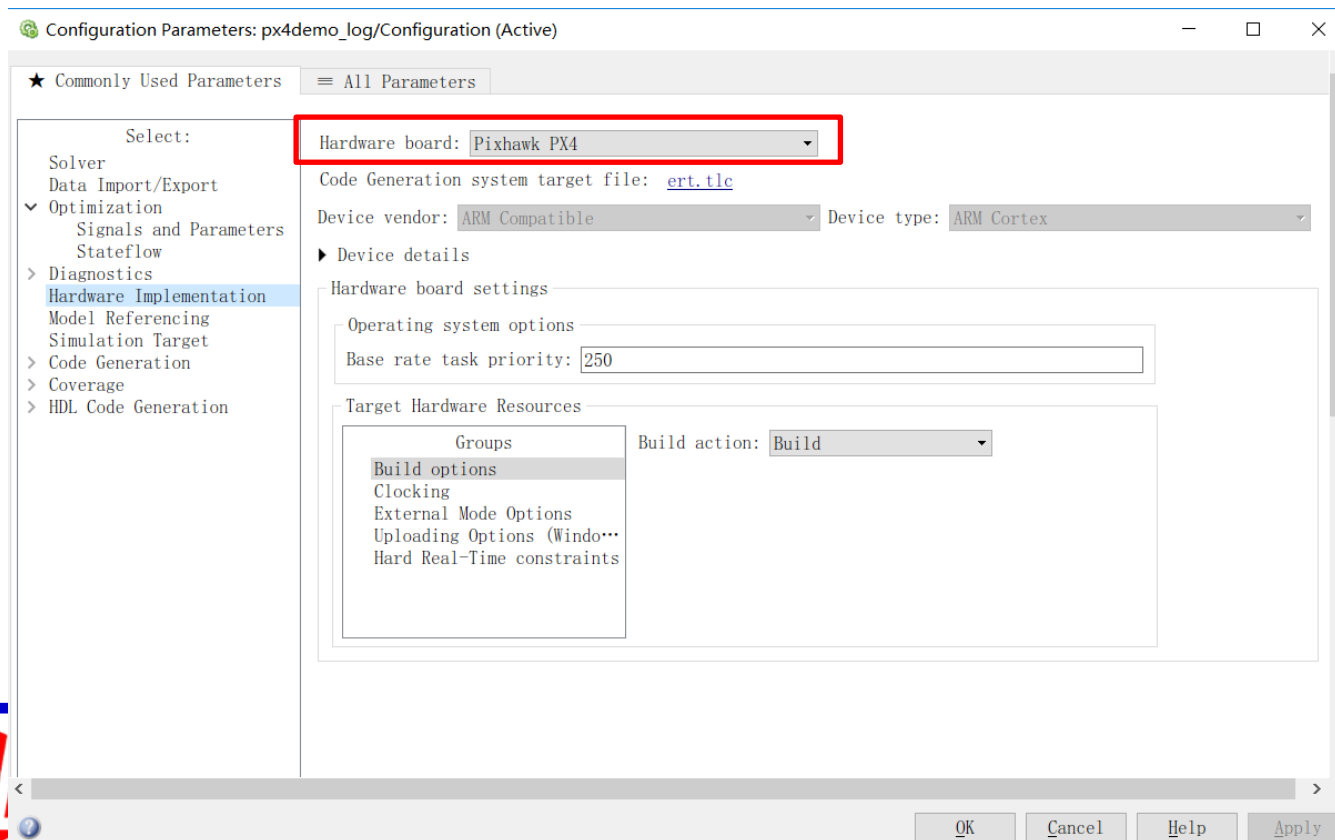 Configuration Parameters: px4demo_log/Configuration (Active)
★ Commonly Used Parameters
≡ All Parameters
Select:
Solver
Data Import/Export
Optimization
Signals and Parameters
Stateflow
Diagnostics
Hardware Implementation
Model Referencing
Simulation Target
Code Generation
Coverage
HDL Code Generation
Hardware board: Pixhawk PX4
Code Generation system target file: ert.tlc
Device vendor: ARM Compatible Device type: ARM Cortex
Device details
Hardware board settings
Operating system options
Base rate task priority: 250
Target Hardware Resources
Groups
Build options
Clocking
External Mode Options
Uploading Options (Windo…
Hard Real-Time constraints
Build action: Build
OK Cancel Help Apply